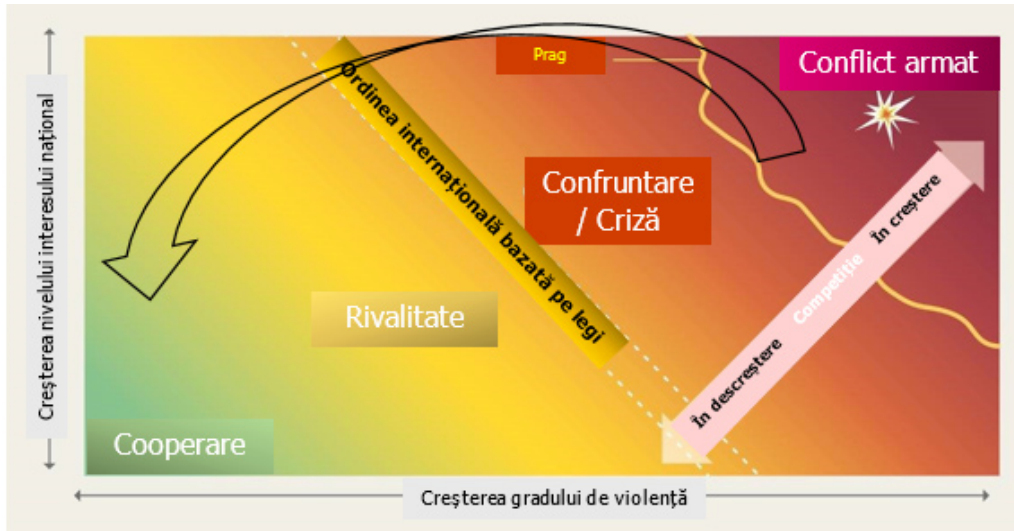 Prag
Conflict armat
Creșterea nivelului interesului național
Ordinea internațională bazată pe legi
Confruntare
/ Criză
În descreștere Competiție În creștere
Rivalitate
Cooperare
Creșterea gradului de violență